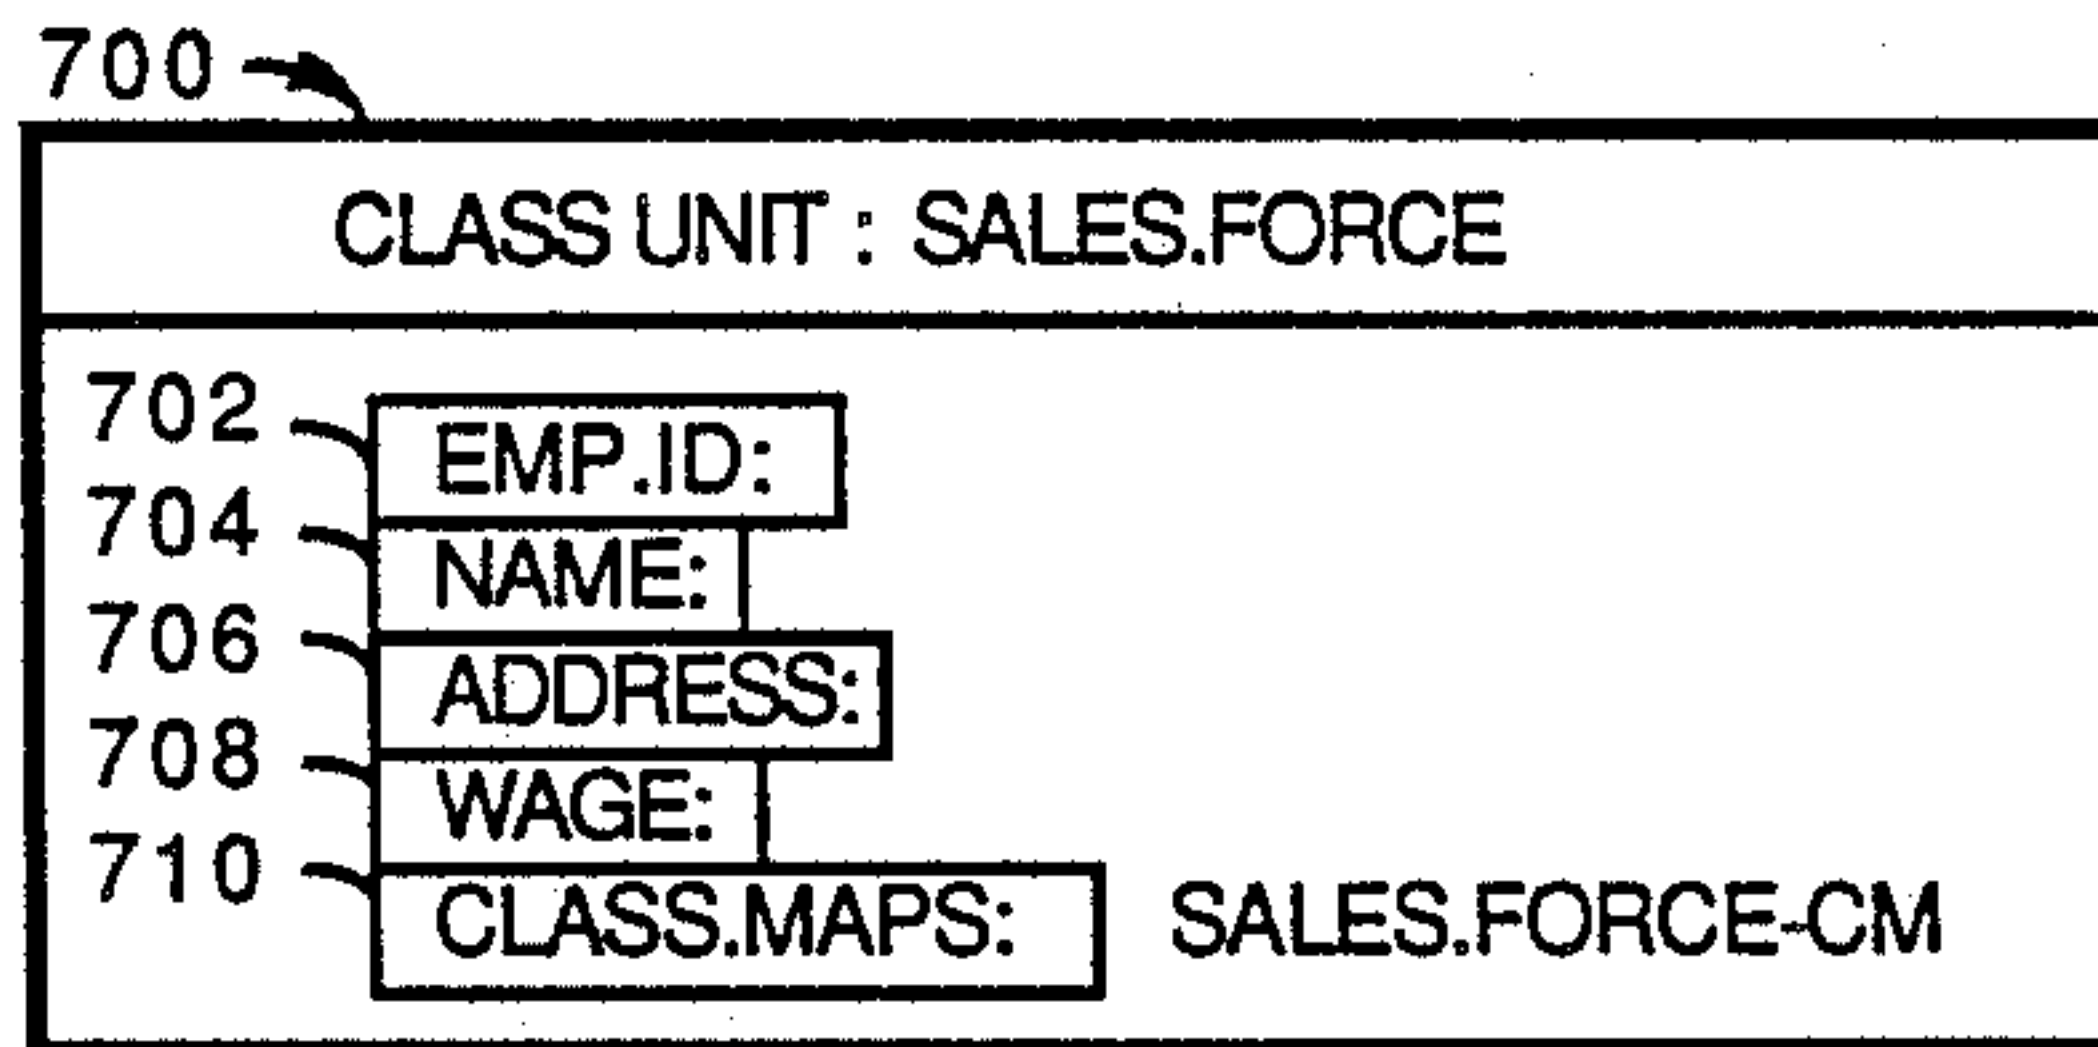 700
CLASS UNIT : SALES.FORCE
702 EMP.ID:
704 NAME:
706 ADDRESS:
708 WAGE:
710 CLASS.MAPS: SALES.FORCE-CM